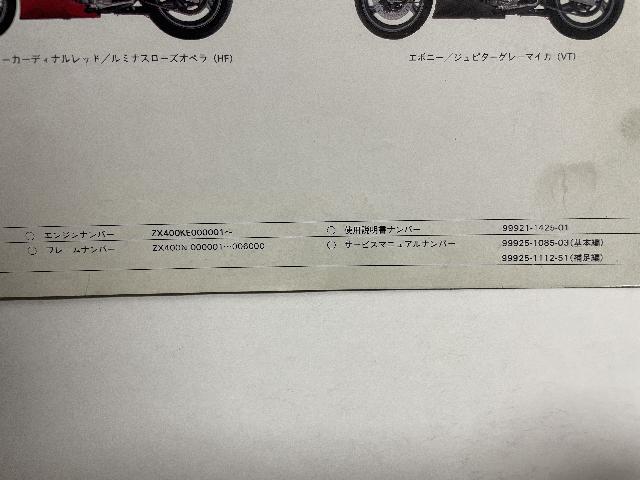 ーカーディナルレッド／ルミナスローズオペラ（HF）
エボニー／ジュピターグレーマイカ（VT）
○ エンジンナンバー ZX400KE000001～
○ フレームナンバー ZX400N 000001…006000
○ 使用説明書ナンバー 99921-1426-01
○ サービスマニュアルナンバー 99925-1085-03（基本編）
99925-1112-51（補足編）